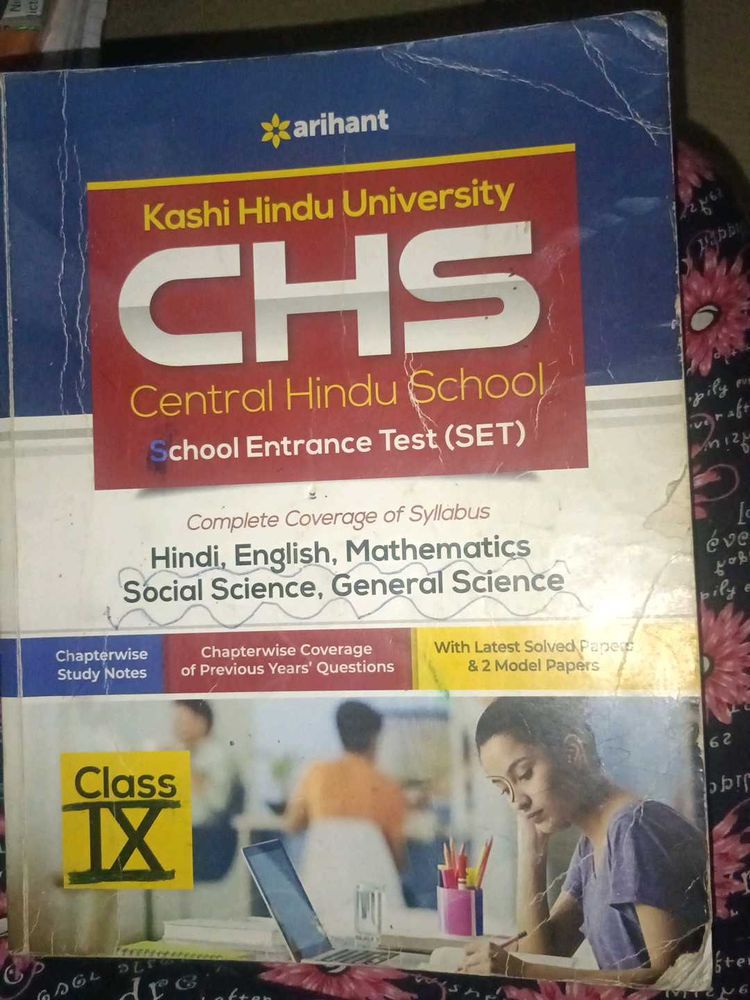 arihant
Kashi Hindu University
CHS
Central Hindu School
School Entrance Test (SET)
Complete Coverage of Syllabus
Hindi, English, Mathematics
Social Science, General Science
Chapterwise
Study Notes
Chapterwise Coverage
of Previous Years' Questions
With Latest Solved Papers
& 2 Model Papers
Class
IX